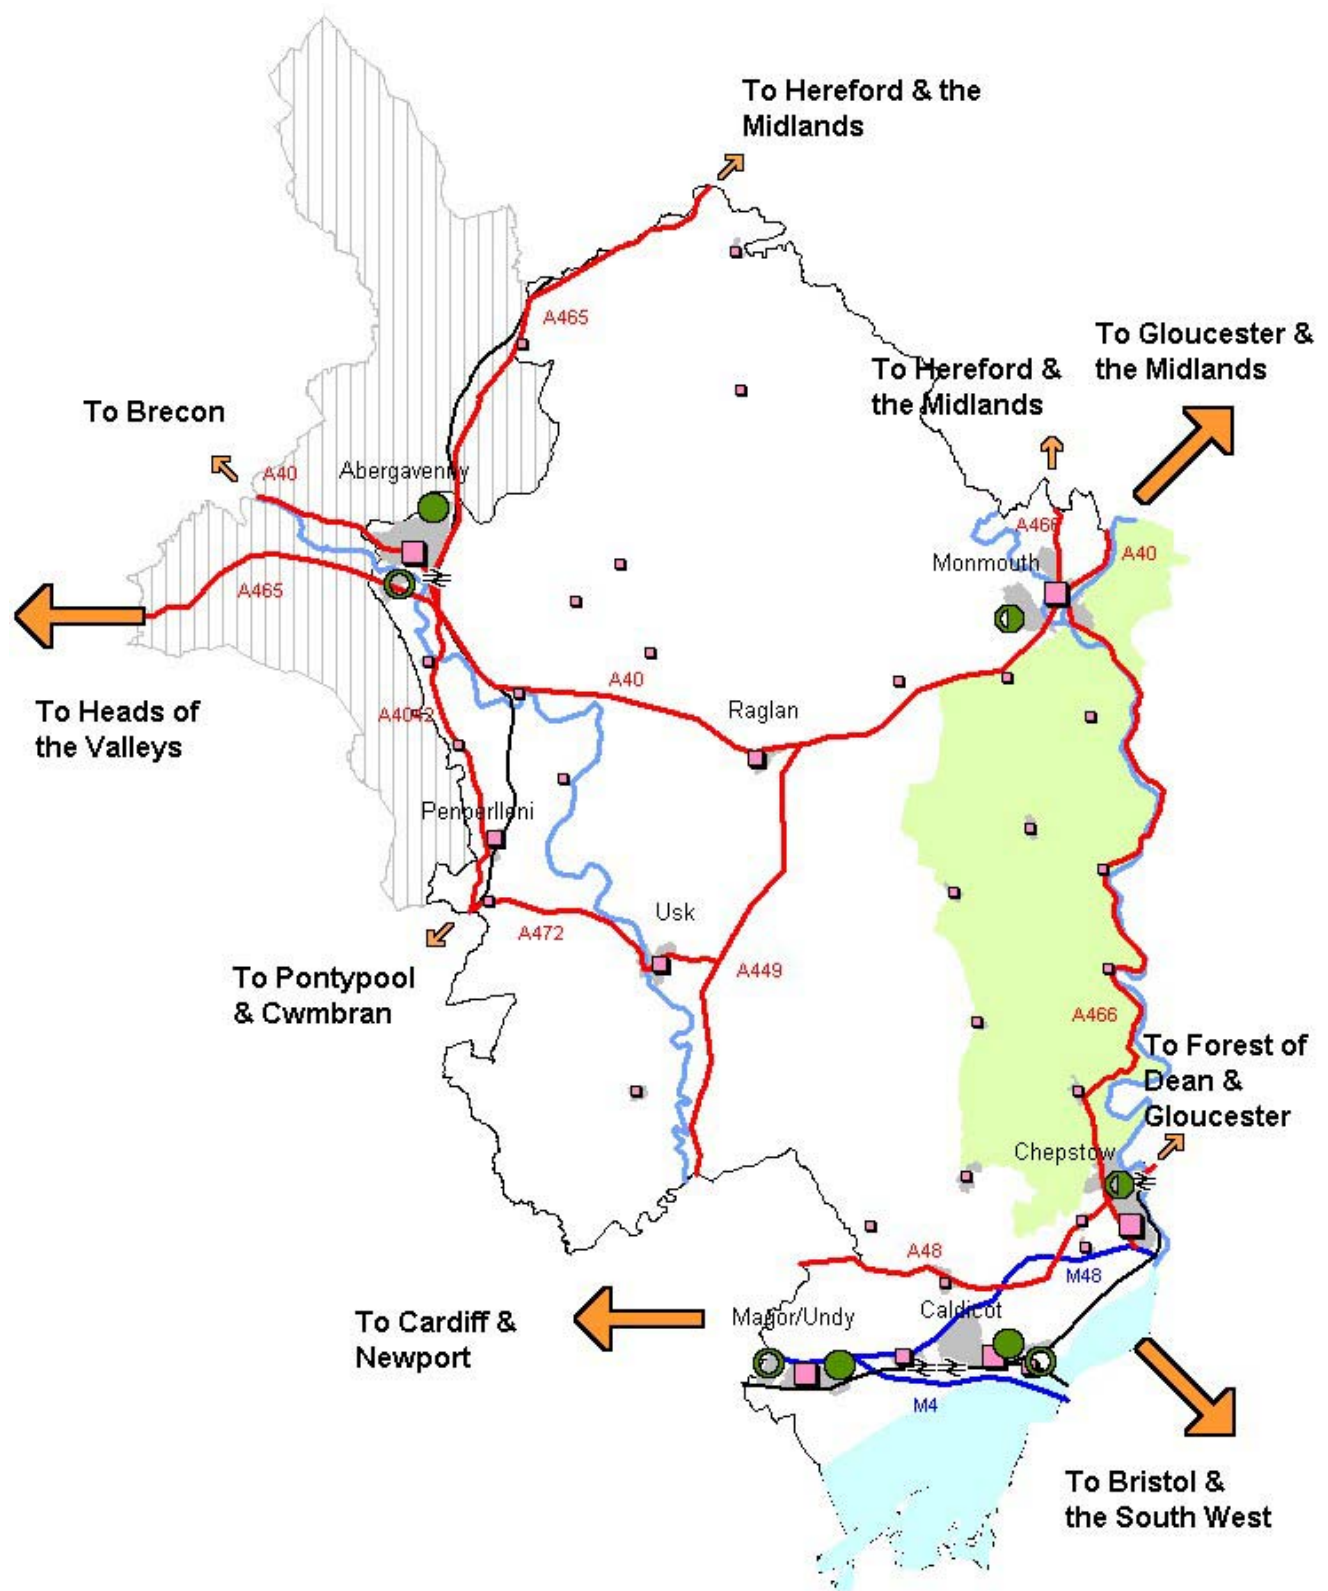 To Hereford & the
Midlands
A465
To Gloucester &
the Midlands
To Hereford &
the Midlands
To Brecon
A40
Abergavenny
A466
A40
Monmouth
A465
A40
To Heads of
the Valleys
A4042
Raglan
Penperlleni
Usk
A472
A449
To Pontypool
& Cwmbran
A466
To Forest of
Dean &
Gloucester
Chepstow
A48
M48
To Cardiff &
Newport
Magor/Undy
Caldicot
M4
To Bristol &
the South West